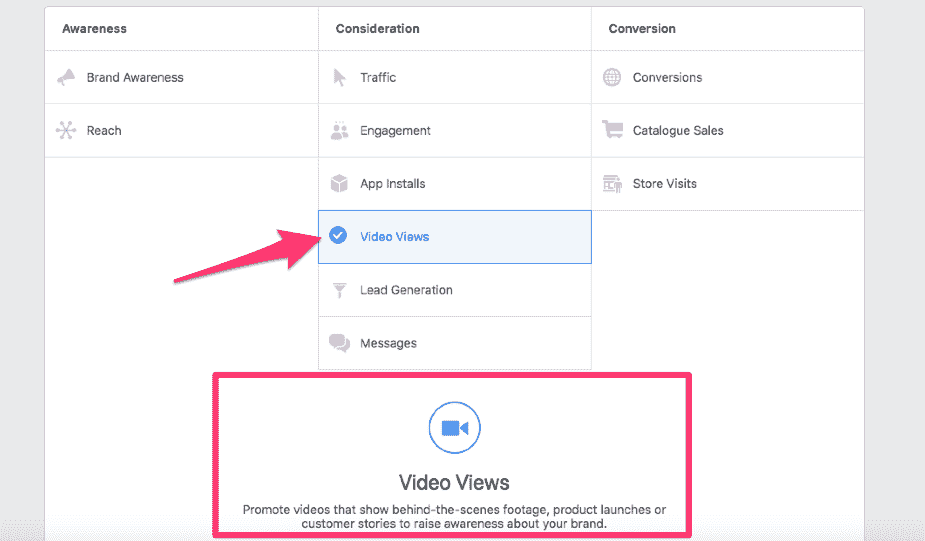 Awareness
Consideration
Conversion
Brand Awareness
Traffic
Conversions
Reach
Engagement
Catalogue Sales
App Installs
Store Visits
Video Views
Lead Generation
Messages
Video Views
Promote videos that show behind-the-scenes footage, product launches or
customer stories to raise awareness about your brand.